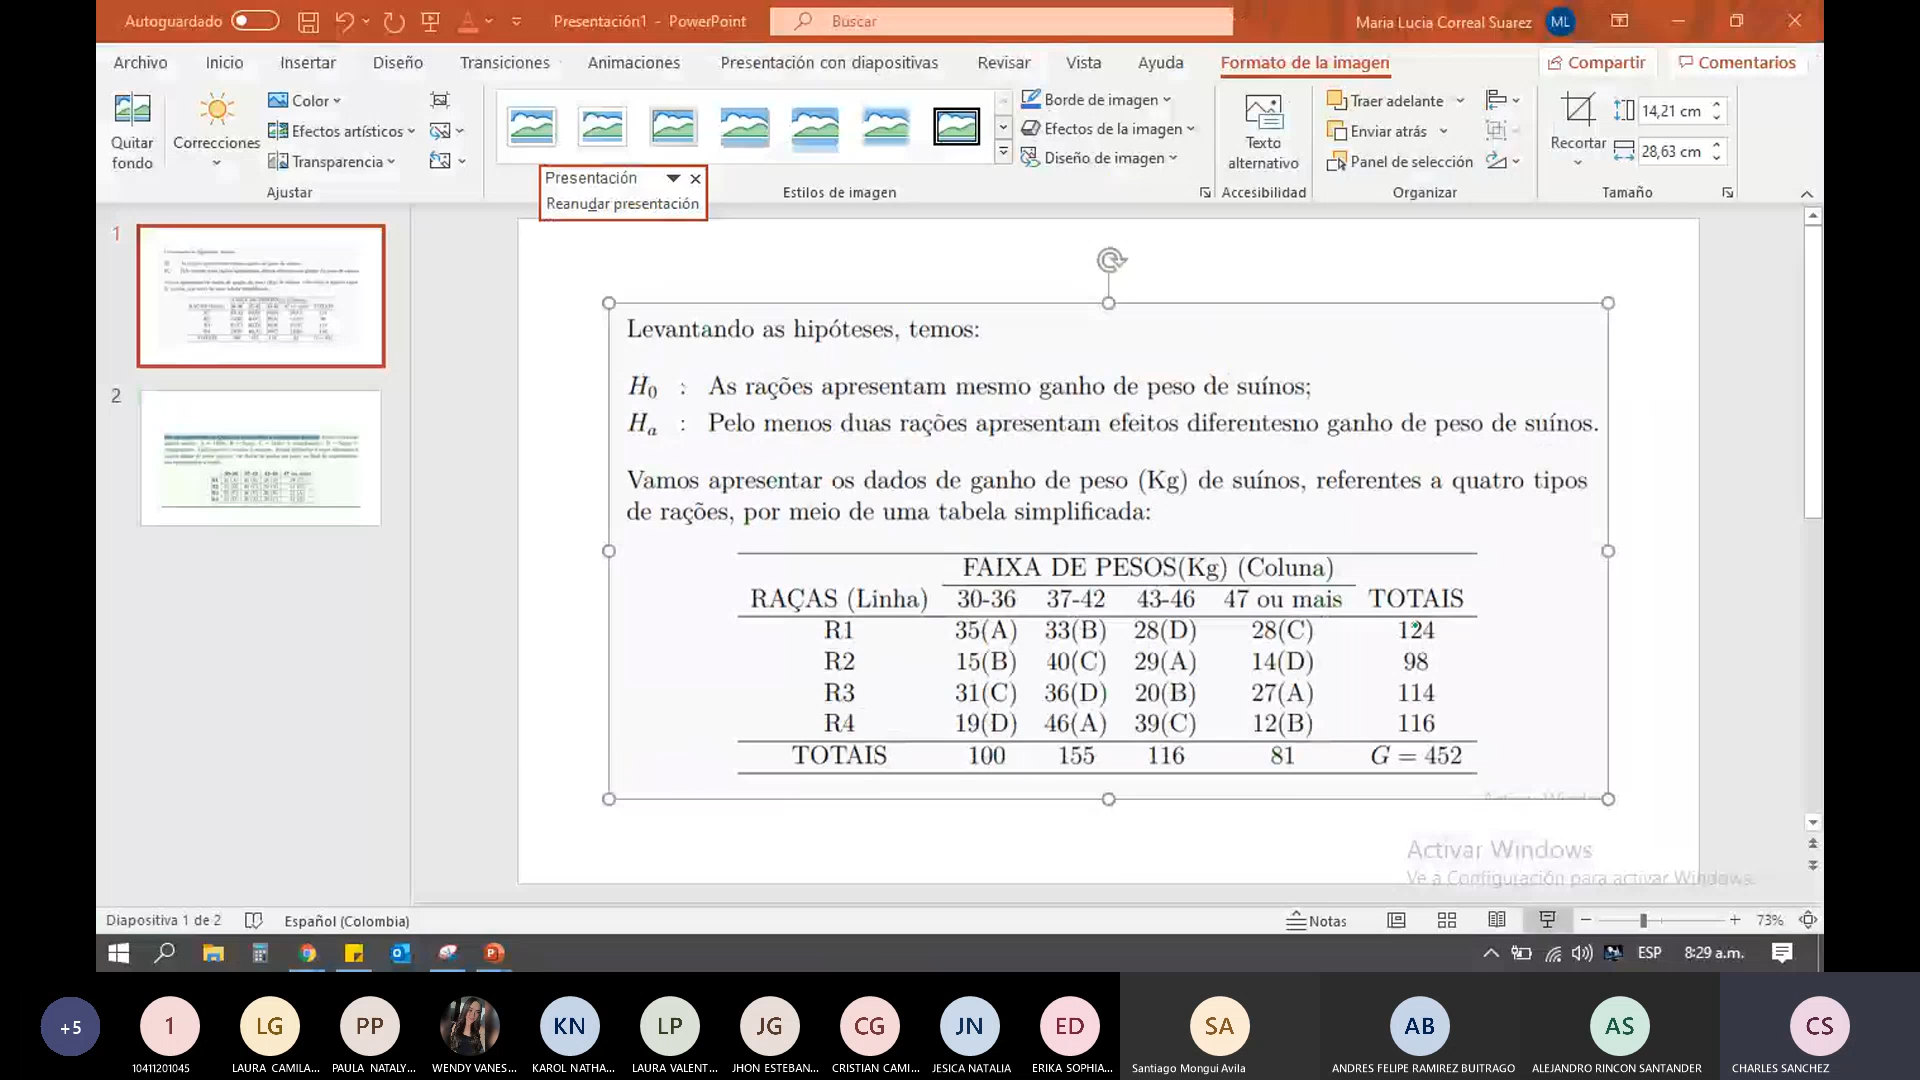 Autoguardado
Presentación1 - PowerPoint
Buscar
Maria Lucia Correal Suarez
ML
Archivo Inicio Insertar Diseño Transiciones Animaciones Presentación con diapositivas Revisar Vista Ayuda Formato de la imagen
Compartir
Comentarios
Quitar fondo
Correcciones
Color
Efectos artísticos
Transparencia
Ajustar
Estilos de imagen
Borde de imagen
Efectos de la imagen
Diseño de imagen
Texto alternativo
Accesibilidad
Traer adelante
Enviar atrás
Panel de selección
Organizar
Recortar
14,21 cm
28,63 cm
Tamaño
Presentación
Reanudar presentación
1
2
Levantando as hipóteses, temos:
H0 : As rações apresentam mesmo ganho de peso de suínos;
Ha : Pelo menos duas rações apresentam efeitos diferentesno ganho de peso de suínos.
Vamos apresentar os dados de ganho de peso (Kg) de suínos, referentes a quatro tipos
de rações, por meio de uma tabela simplificada:
FAIXA DE PESOS(Kg) (Coluna)
RAÇAS (Linha) 30-36 37-42 43-46 47 ou mais TOTAIS
R1 35(A) 33(B) 28(D) 28(C) 124
R2 15(B) 40(C) 29(A) 14(D) 98
R3 31(C) 36(D) 20(B) 27(A) 114
R4 19(D) 46(A) 39(C) 12(B) 116
TOTAIS 100 155 116 81 G = 452
Activar Windows
Ve a Configuración para activar Windows.
Diapositiva 1 de 2
Español (Colombia)
Notas
73%
ESP
8:29 a.m.
+5
1
LG
PP
KN
LP
JG
CG
JN
ED
SA
AB
AS
CS
10411201045
LAURA CAMILA...
PAULA NATALY...
WENDY VANES...
KAROL NATHA...
LAURA VALENT...
JHON ESTEBAN...
CRISTIAN CAMI...
JESICA NATALIA
ERIKA SOPHIA...
Santiago Mongui Avila
ANDRES FELIPE RAMIREZ BUITRAGO
ALEJANDRO RINCON SANTANDER
CHARLES SANCHEZ